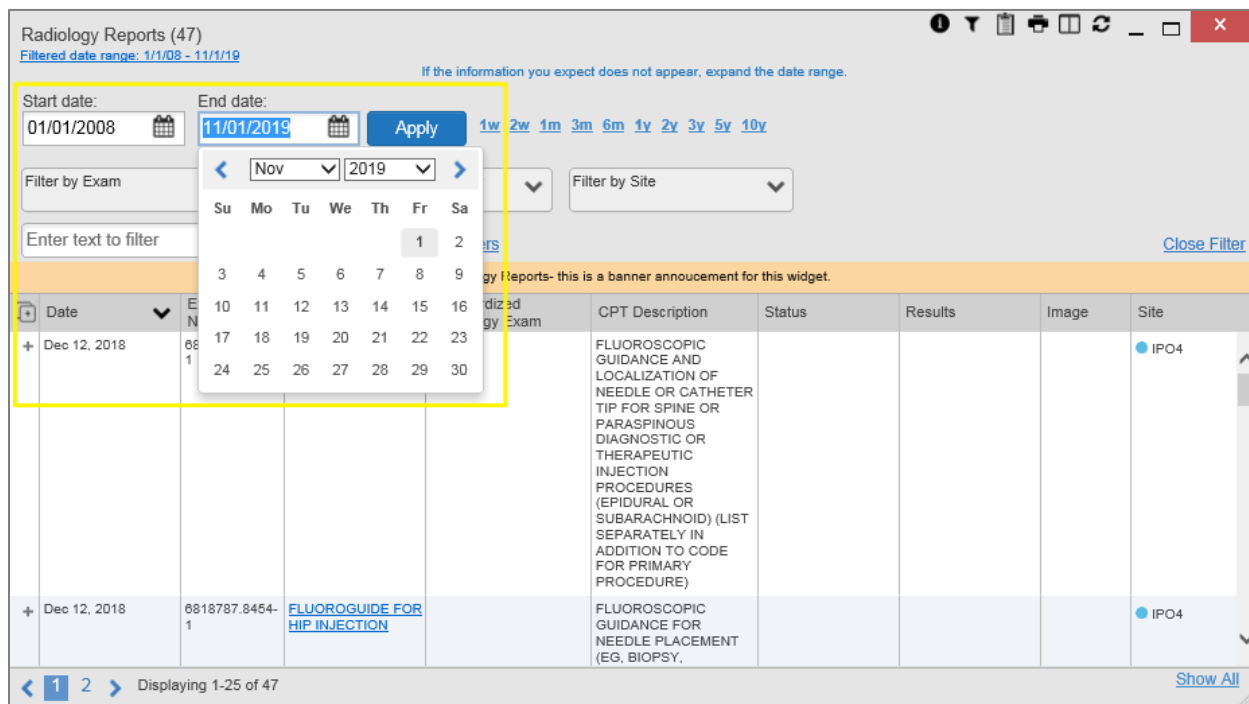 Radiology Reports (47)
Filtered date range: 1/1/08 - 11/1/19
If the information you expect does not appear, expand the date range.
Start date:
End date:
01/01/2008
11/01/2019
Apply
1w 2w 1m 3m 6m 1y 2y 3y 5y 10y
Filter by Exam
Filter by Site
Nov 2019
Su Mo Tu We Th Fr Sa
1 2
3 4 5 6 7 8 9
10 11 12 13 14 15 16
17 18 19 20 21 22 23
24 25 26 27 28 29 30
Enter text to filter
Close Filter
Reports- this is a banner annoucement for this widget.
Date
CPT Description
Status
Results
Image
Site
Exam
Dec 12, 2018
1
FLUOROSCOPIC
GUIDANCE AND
LOCALIZATION OF
NEEDLE OR CATHETER
TIP FOR SPINE OR
PARASPINOUS
DIAGNOSTIC OR
THERAPEUTIC
INJECTION
PROCEDURES
(EPIDURAL OR
SUBARACHNOID) (LIST
SEPARATELY IN
ADDITION TO CODE
FOR PRIMARY
PROCEDURE)
IPO4
Dec 12, 2018
6818787.8454-
1
FLUOROGUIDE FOR
HIP INJECTION
FLUOROSCOPIC
GUIDANCE FOR
NEEDLE PLACEMENT
(EG, BIOPSY,
IPO4
1 2 Displaying 1-25 of 47
Show All